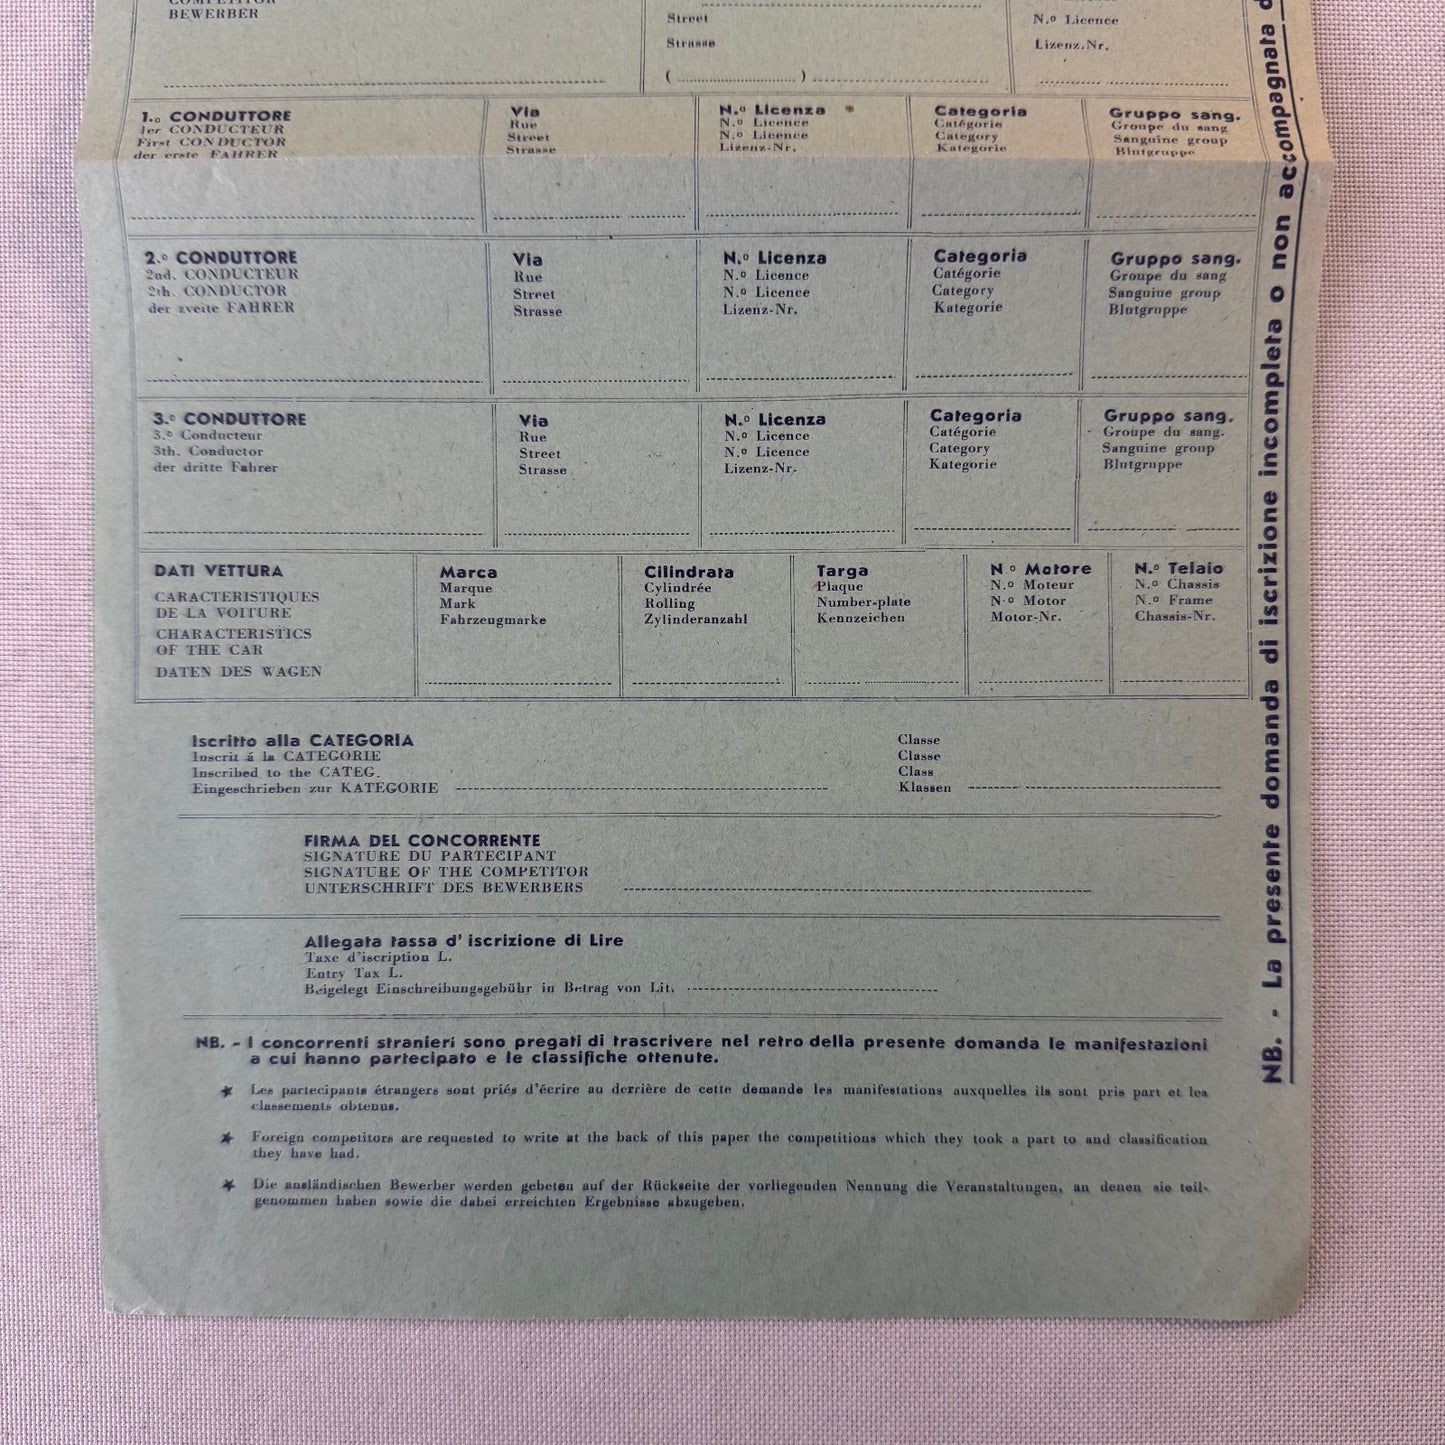 COMPETITOR
BEWERBER
Street
Strasse
( ) 
N.º Licence
Lizenz.Nr.
1.º CONDUTTORE
1er CONDUCTEUR
First CONDUCTOR
der erste FAHRER
Via
Rue
Street
Strasse
N.º Licenza
N.º Licence
N.º Licence
Lizenz-Nr.
Categoria
Catégorie
Category
Kategorie
Gruppo sang.
Groupe du sang
Sanguine group
Blutgruppe
2.º CONDUTTORE
2nd. CONDUCTEUR
2th. CONDUCTOR
der zveite FAHRER
Via
Rue
Street
Strasse
N.º Licenza
N.º Licence
N.º Licence
Lizenz-Nr.
Categoria
Catégorie
Category
Kategorie
Gruppo sang.
Groupe du sang
Sanguine group
Blutgruppe
3.º CONDUTTORE
3.º Conducteur
3th. Conductor
der dritte Fahrer
Via
Rue
Street
Strasse
N.º Licenza
N.º Licence
N.º Licence
Lizenz-Nr.
Categoria
Catégorie
Category
Kategorie
Gruppo sang.
Groupe du sang.
Sanguine group
Blutgruppe
DATI VETTURA
CARACTERISTIQUES
DE LA VOITURE
CHARACTERISTICS
OF THE CAR
DATEN DES WAGEN
Marca
Marque
Mark
Fahrzeugmarke
Cilindrata
Cylindrée
Rolling
Zylinderanzahl
Targa
Plaque
Number-plate
Kennzeichen
N º Motore
N.º Moteur
N·º Motor
Motor-Nr.
N.º Telaio
N.º Chassis
N.º Frame
Chassis-Nr.
Iscritto alla CATEGORIA
Inscrit á la CATEGORIE
Inscribed to the CATEG.
Eingeschrieben zur KATEGORIE
Classe
Classe
Class
Klassen
FIRMA DEL CONCORRENTE
SIGNATURE DU PARTECIPANT
SIGNATURE OF THE COMPETITOR
UNTERSCHRIFT DES BEWERBERS
Allegata tassa d' iscrizione di Lire
Taxe d'iscription L.
Entry Tax L.
Beigelegt Einschreibungsgebühr in Betrag von Lit.
NB. - I concorrenti stranieri sono pregati di trascrivere nel retro della presente domanda le manifestazioni
a cui hanno partecipato e le classifiche ottenute.
★ Les partecipants étrangers sont priés d'écrire au derrière de cette demande les manifestations auxquelles ils sont pris part et les
classements obtenus.
★ Foreign competitors are requested to write at the back of this paper the competitions which they took a part to and classification
they have had.
★ Die ausländischen Bewerber werden gebeten auf der Rückseite der vorliegenden Nennung die Veranstaltungen, an denen sie teil-
genommen haben sowie die dabei erreichten Ergebnisse abzugeben.
NB. - La presente domanda di iscrizione incompleta o non accompagnata d